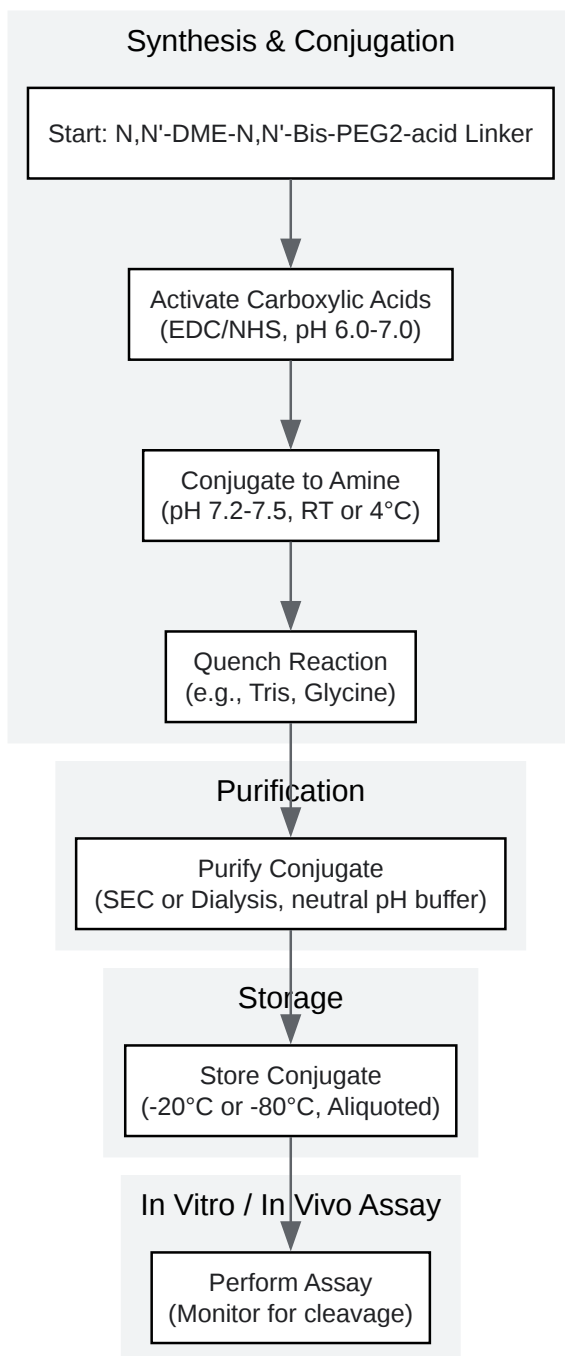 Synthesis & Conjugation
Start: N,N'-DME-N,N'-Bis-PEG2-acid Linker
Activate Carboxylic Acids
(EDC/NHS, pH 6.0-7.0)
Conjugate to Amine
(pH 7.2-7.5, RT or 4°C)
Quench Reaction
(e.g., Tris, Glycine)
Purification
Purify Conjugate
(SEC or Dialysis, neutral pH buffer)
Storage
Store Conjugate
(-20°C or -80°C, Aliquoted)
In Vitro / In Vivo Assay
Perform Assay
(Monitor for cleavage)